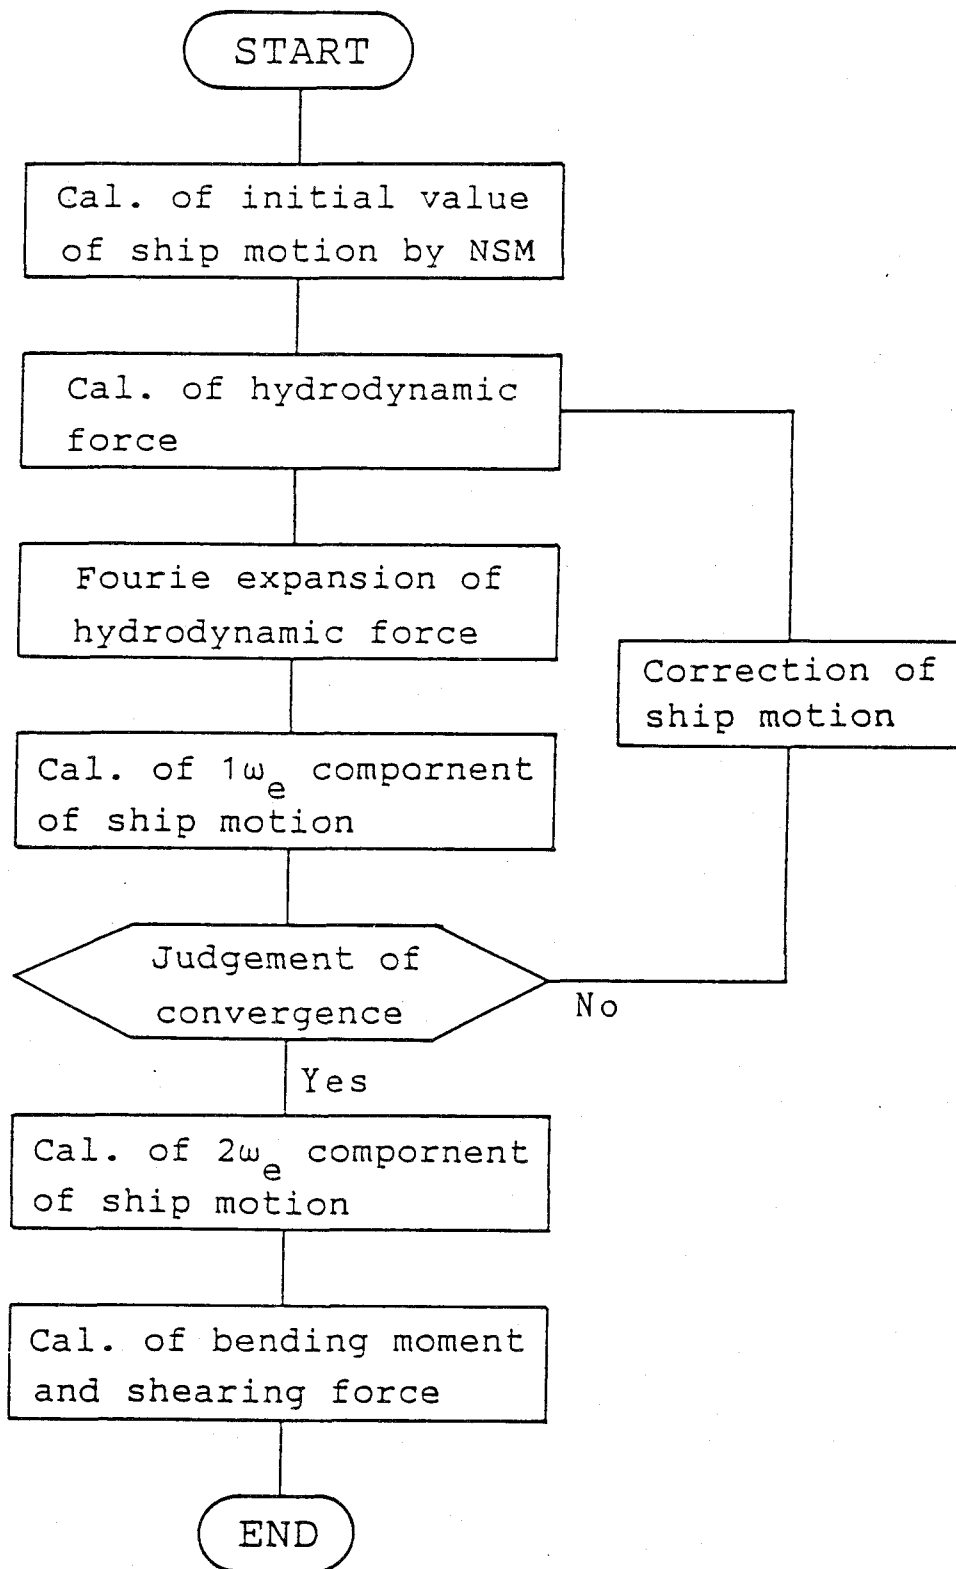 START
Cal. of initial value
of ship motion by NSM
Cal. of hydrodynamic
force
Fourie expansion of
hydrodynamic force
Correction of
ship motion
Cal. of 1ωe compornent
of ship motion
Judgement of
convergence
No
Yes
Cal. of 2ωe compornent
of ship motion
Cal. of bending moment
and shearing force
END